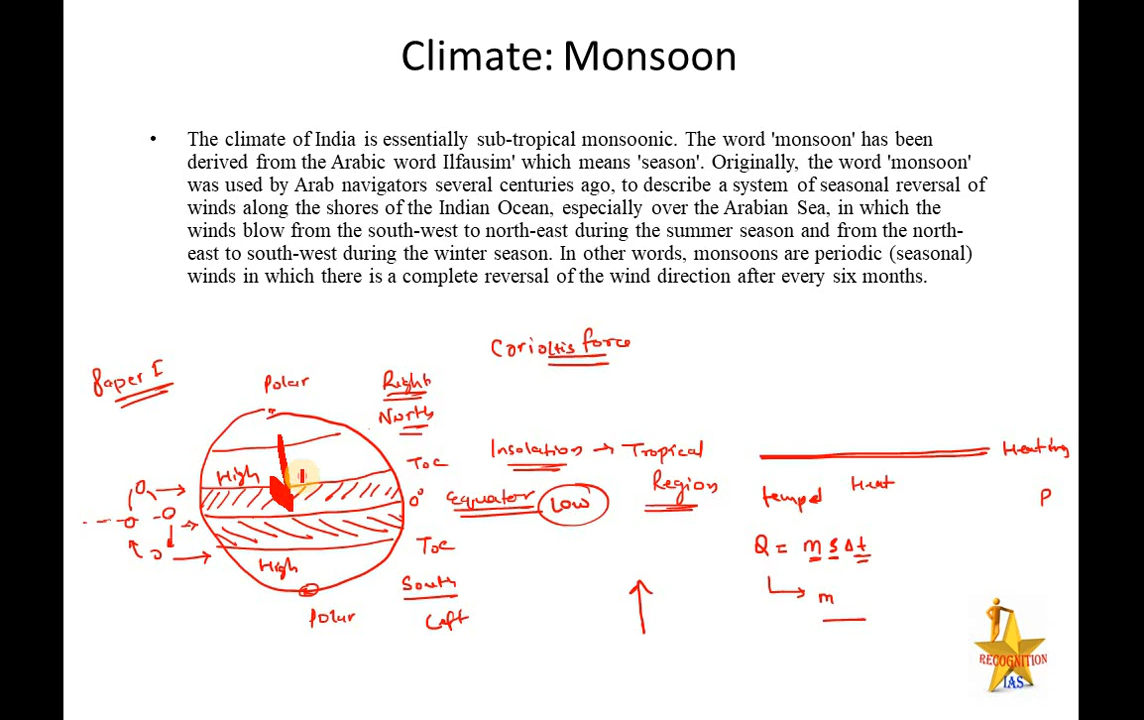 Climate: Monsoon
• The climate of India is essentially sub-tropical monsoonic. The word 'monsoon' has been
derived from the Arabic word Ilfausim' which means 'season'. Originally, the word 'monsoon'
was used by Arab navigators several centuries ago, to describe a system of seasonal reversal of
winds along the shores of the Indian Ocean, especially over the Arabian Sea, in which the
winds blow from the south-west to north-east during the summer season and from the north-
east to south-west during the winter season. In other words, monsoons are periodic (seasonal)
winds in which there is a complete reversal of the wind direction after every six months.
Corioltis force
Paper I
Polar
Right
North
Insolation → Tropical
Region
Heating
High
Toc
0°
equator
Low
Heat
P
Q = m s Δt
m
Toc
High
South
Left
Polar
RECOGNITION
IAS